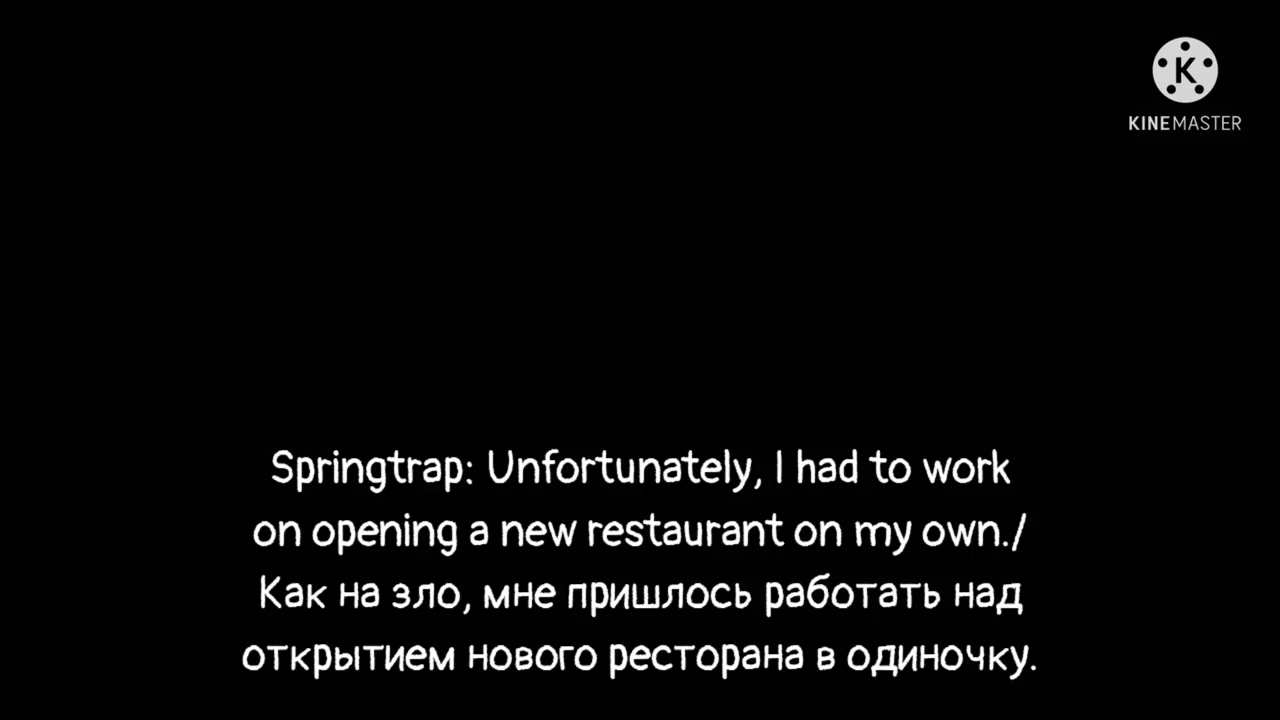 K
KINEMASTER
Springtrap: Unfortunately, I had to work
on opening a new restaurant on my own./
Как на зло, мне пришлось работать над
открытием нового ресторана в одиночку.